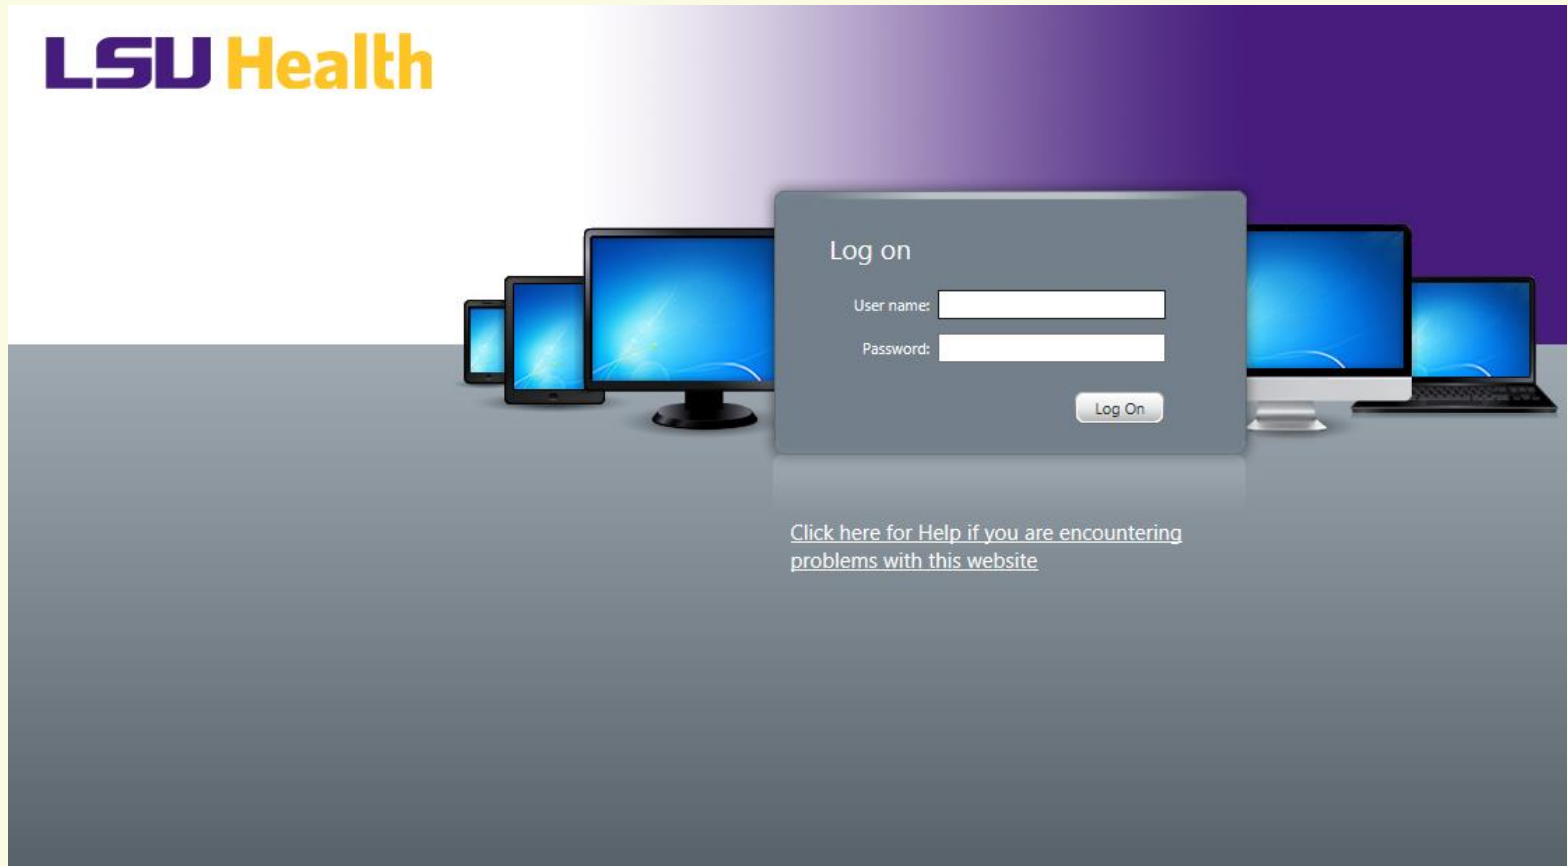 LSU Health
Log on
User name:
Password:
Log On
Click here for Help if you are encountering
problems with this website